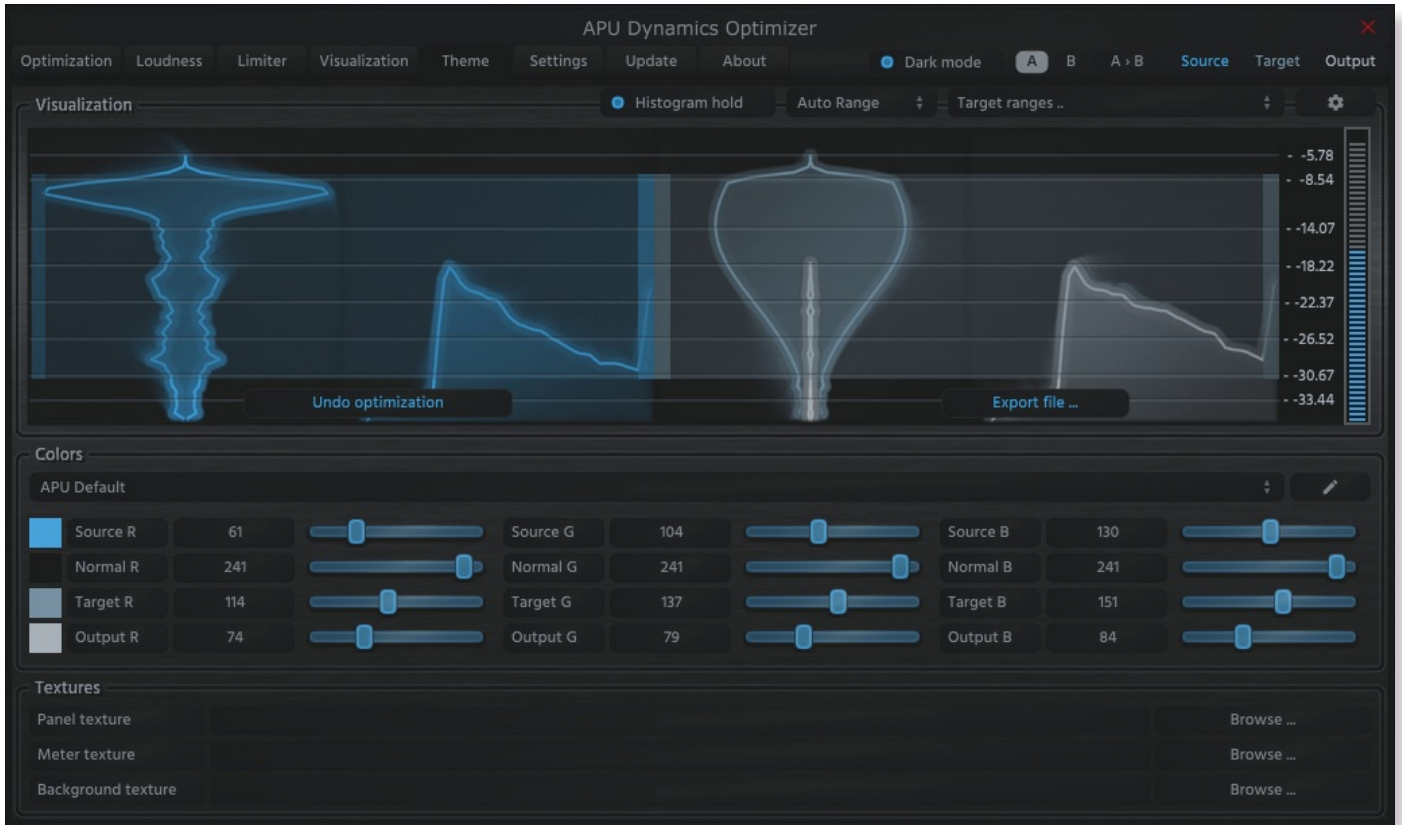 APU Dynamics Optimizer
Optimization Loudness Limiter Visualization Theme Settings Update About Dark mode A B A › B Source Target Output
Visualization Histogram hold Auto Range Target ranges ..
- -5.78
- -8.54
- -14.07
- -18.22
- -22.37
- -26.52
- -30.67
- -33.44
Undo optimization Export file ...
Colors
APU Default
Source R 61 Source G 104 Source B 130
Normal R 241 Normal G 241 Normal B 241
Target R 114 Target G 137 Target B 151
Output R 74 Output G 79 Output B 84
Textures
Panel texture Browse ...
Meter texture Browse ...
Background texture Browse ...